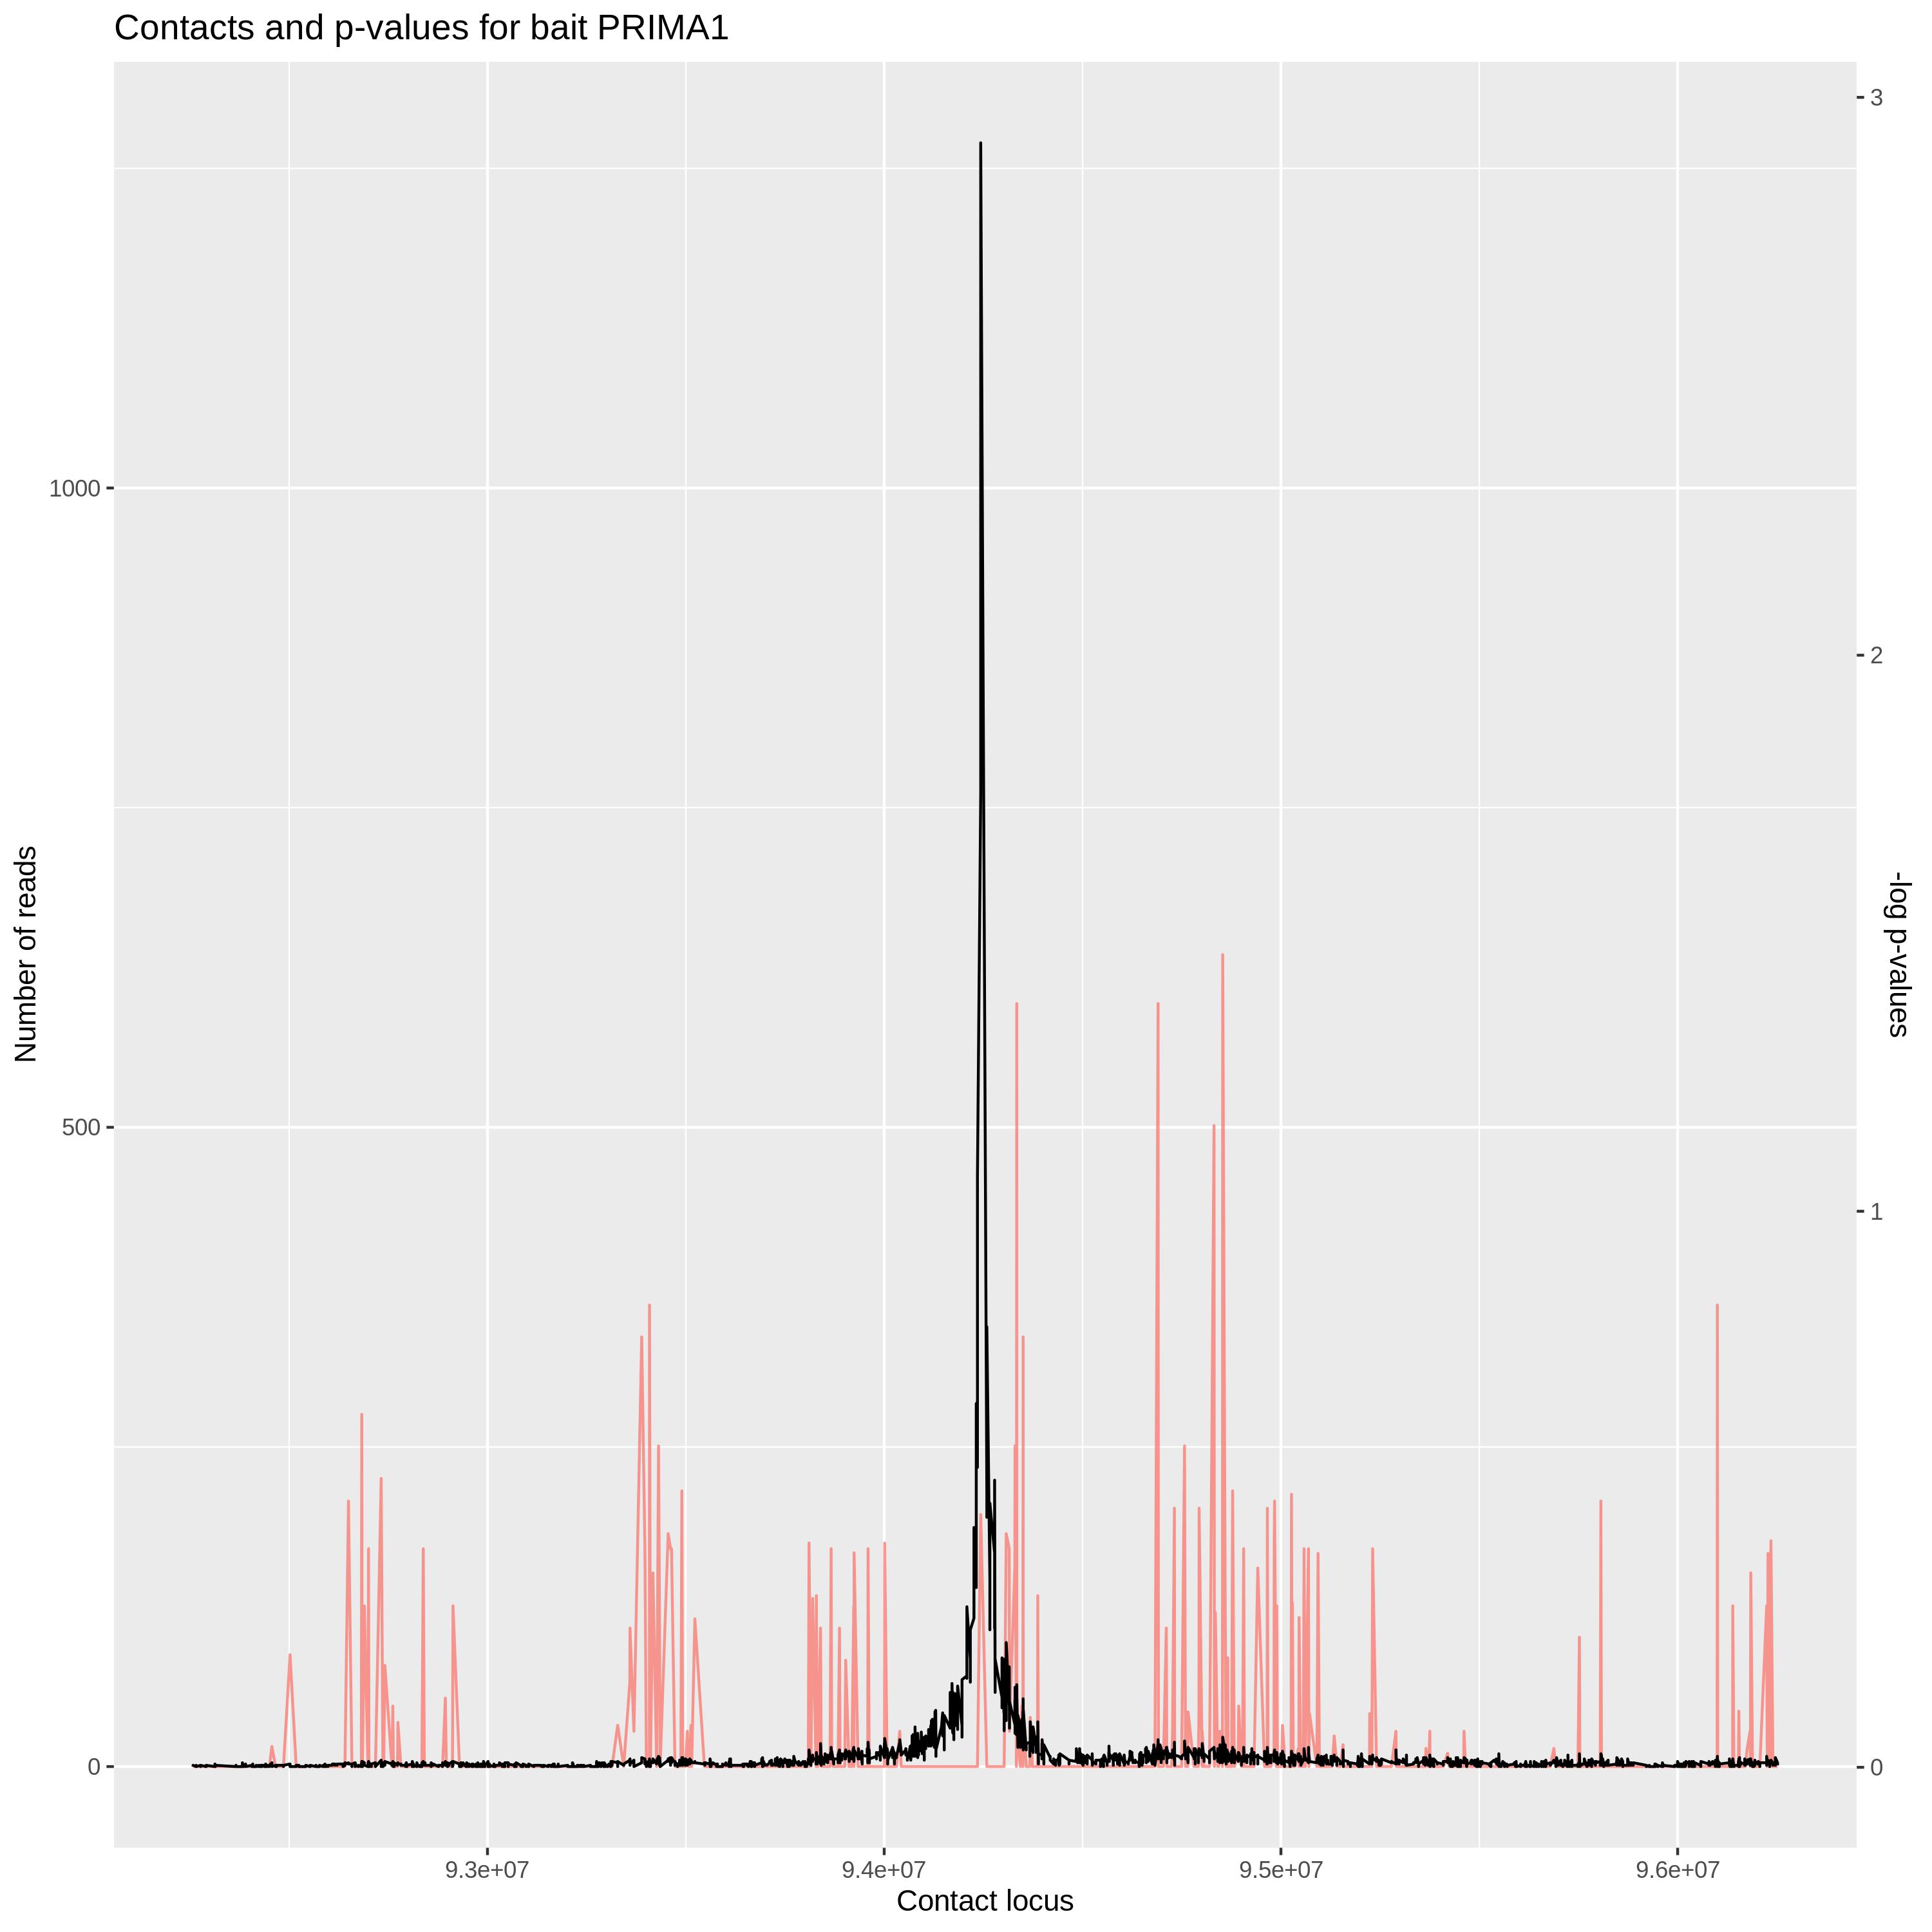 Contacts and p-values for bait PRIMA1
3
1000
2
Number of reads
-log p-values
1
500
0
0
9.3e+07
9.4e+07
9.5e+07
9.6e+07
Contact locus